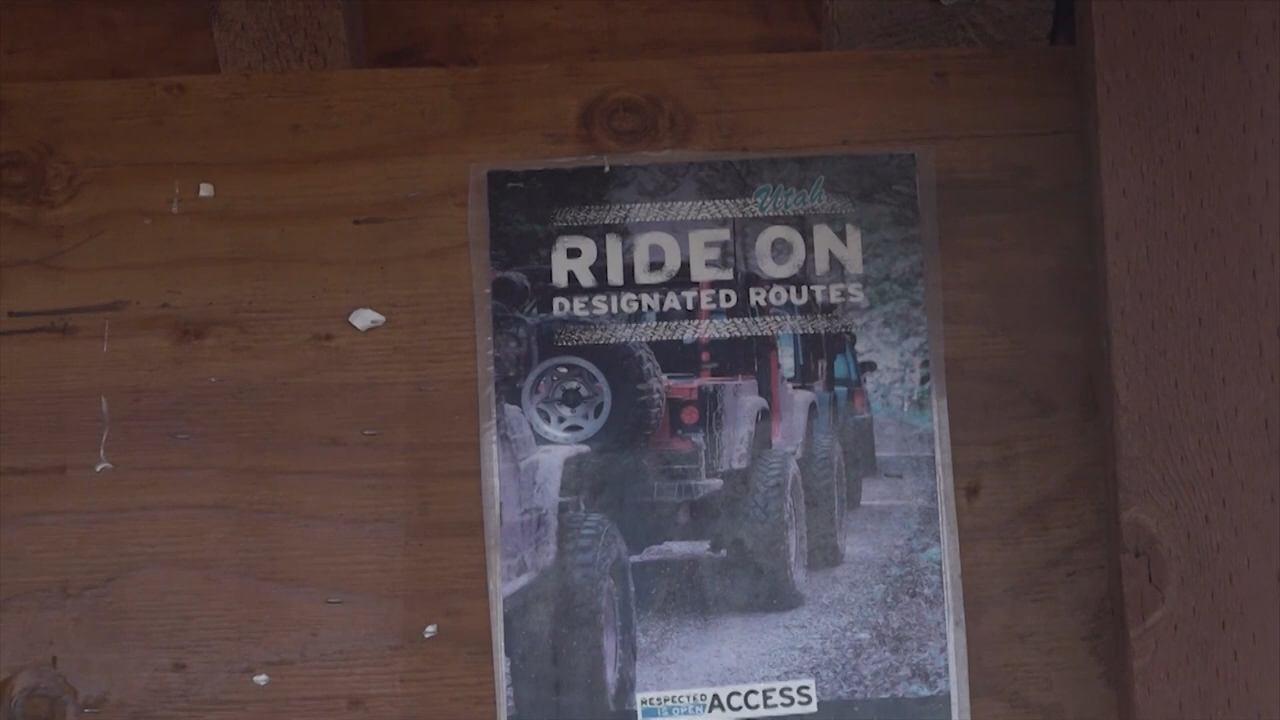 Utah
RIDE ON
DESIGNATED ROUTES
RESPECTED
IS OPEN
ACCESS